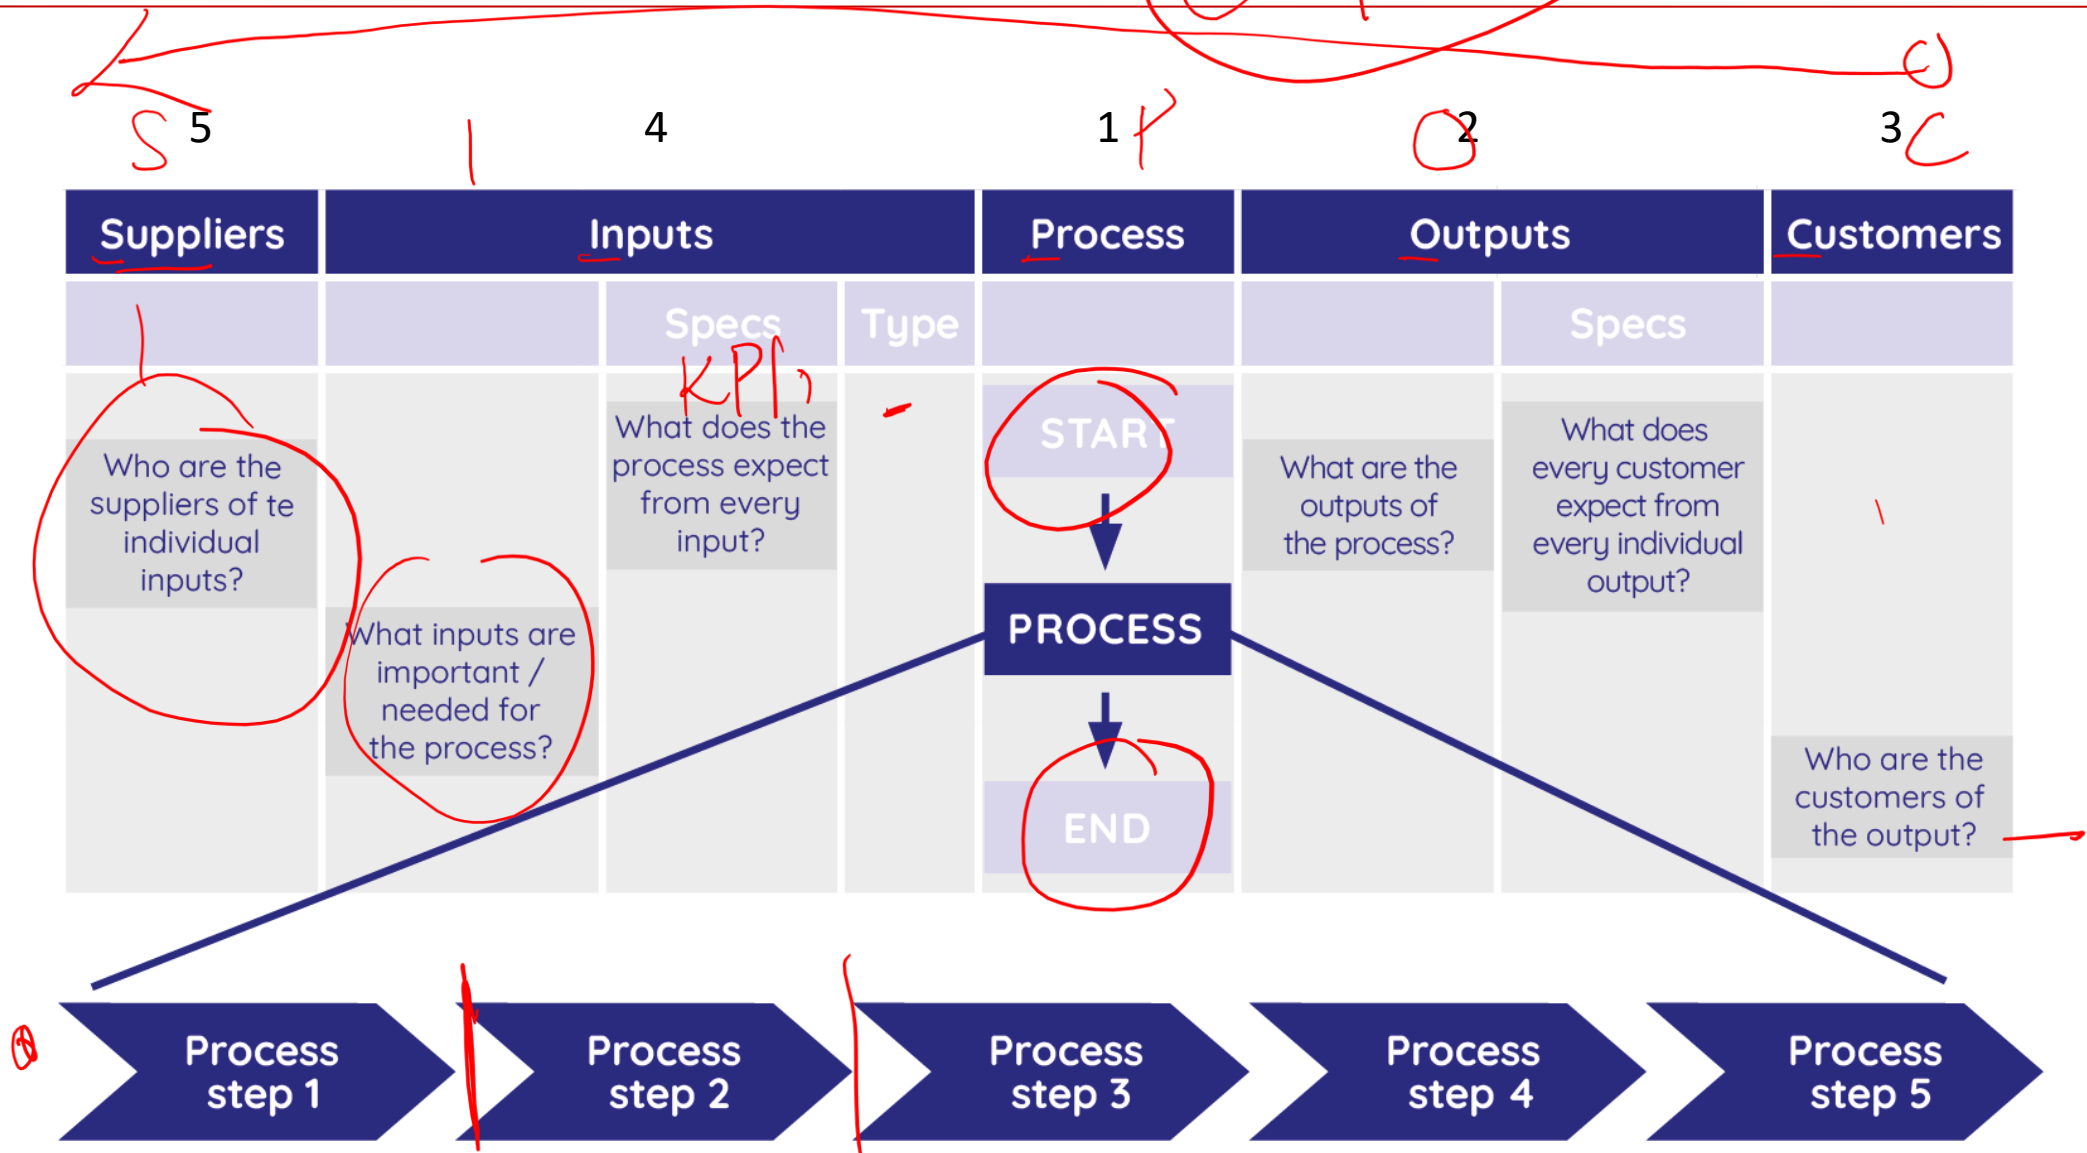 S 5 I 4 1 P O 2 3 C
Suppliers Inputs Process Outputs Customers
Specs Type Specs
KPI,
START
Who are the
suppliers of te
individual
inputs?
What inputs are
important /
needed for
the process?
What does the
process expect
from every
input?
PROCESS
END
What are the
outputs of
the process?
What does
every customer
expect from
every individual
output?
Who are the
customers of
the output?
Process
step 1
Process
step 2
Process
step 3
Process
step 4
Process
step 5